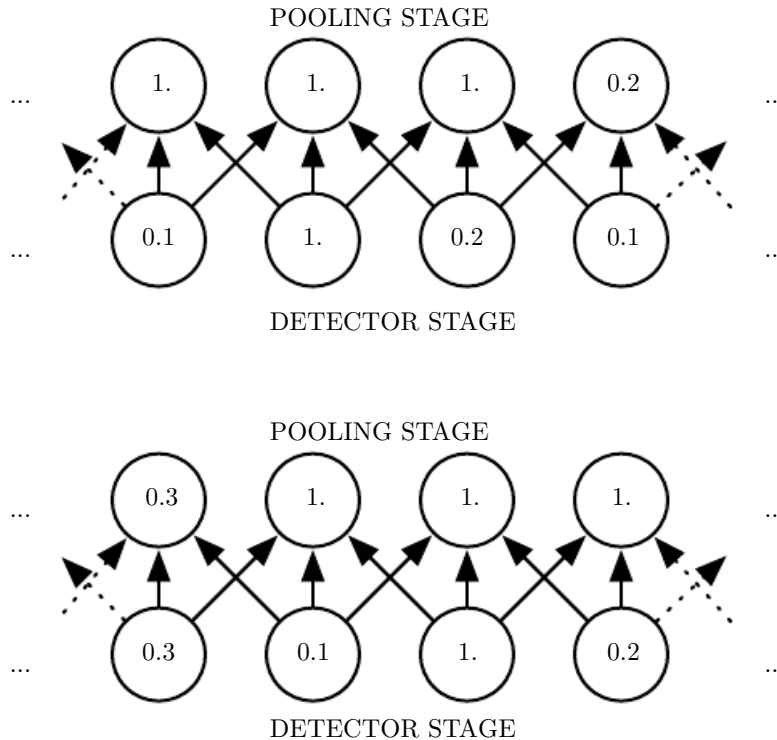 POOLING STAGE
... 1. 1. 1. 0.2 ..
... 0.1 1. 0.2 0.1 ..
DETECTOR STAGE
POOLING STAGE
... 0.3 1. 1. 1. ..
... 0.3 0.1 1. 0.2 ..
DETECTOR STAGE